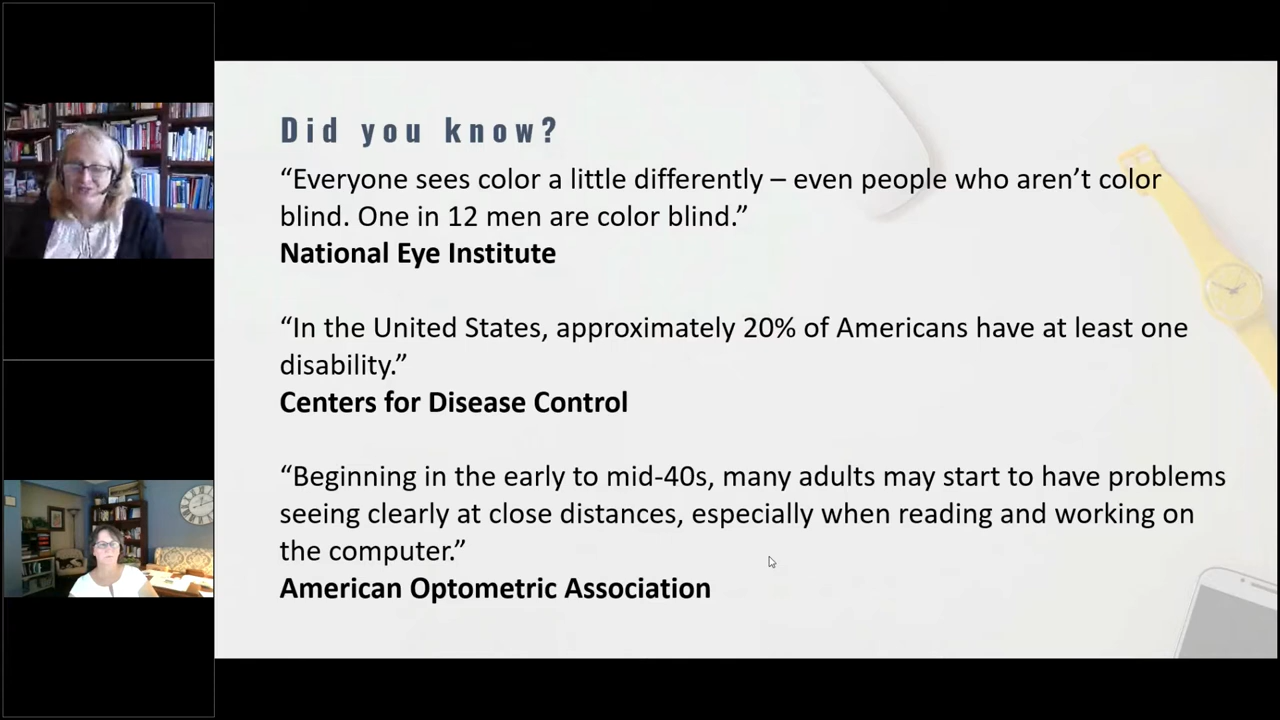 Did you know?
“Everyone sees color a little differently – even people who aren’t color
blind. One in 12 men are color blind.”
National Eye Institute
“In the United States, approximately 20% of Americans have at least one
disability.”
Centers for Disease Control
“Beginning in the early to mid-40s, many adults may start to have problems
seeing clearly at close distances, especially when reading and working on
the computer.”
American Optometric Association